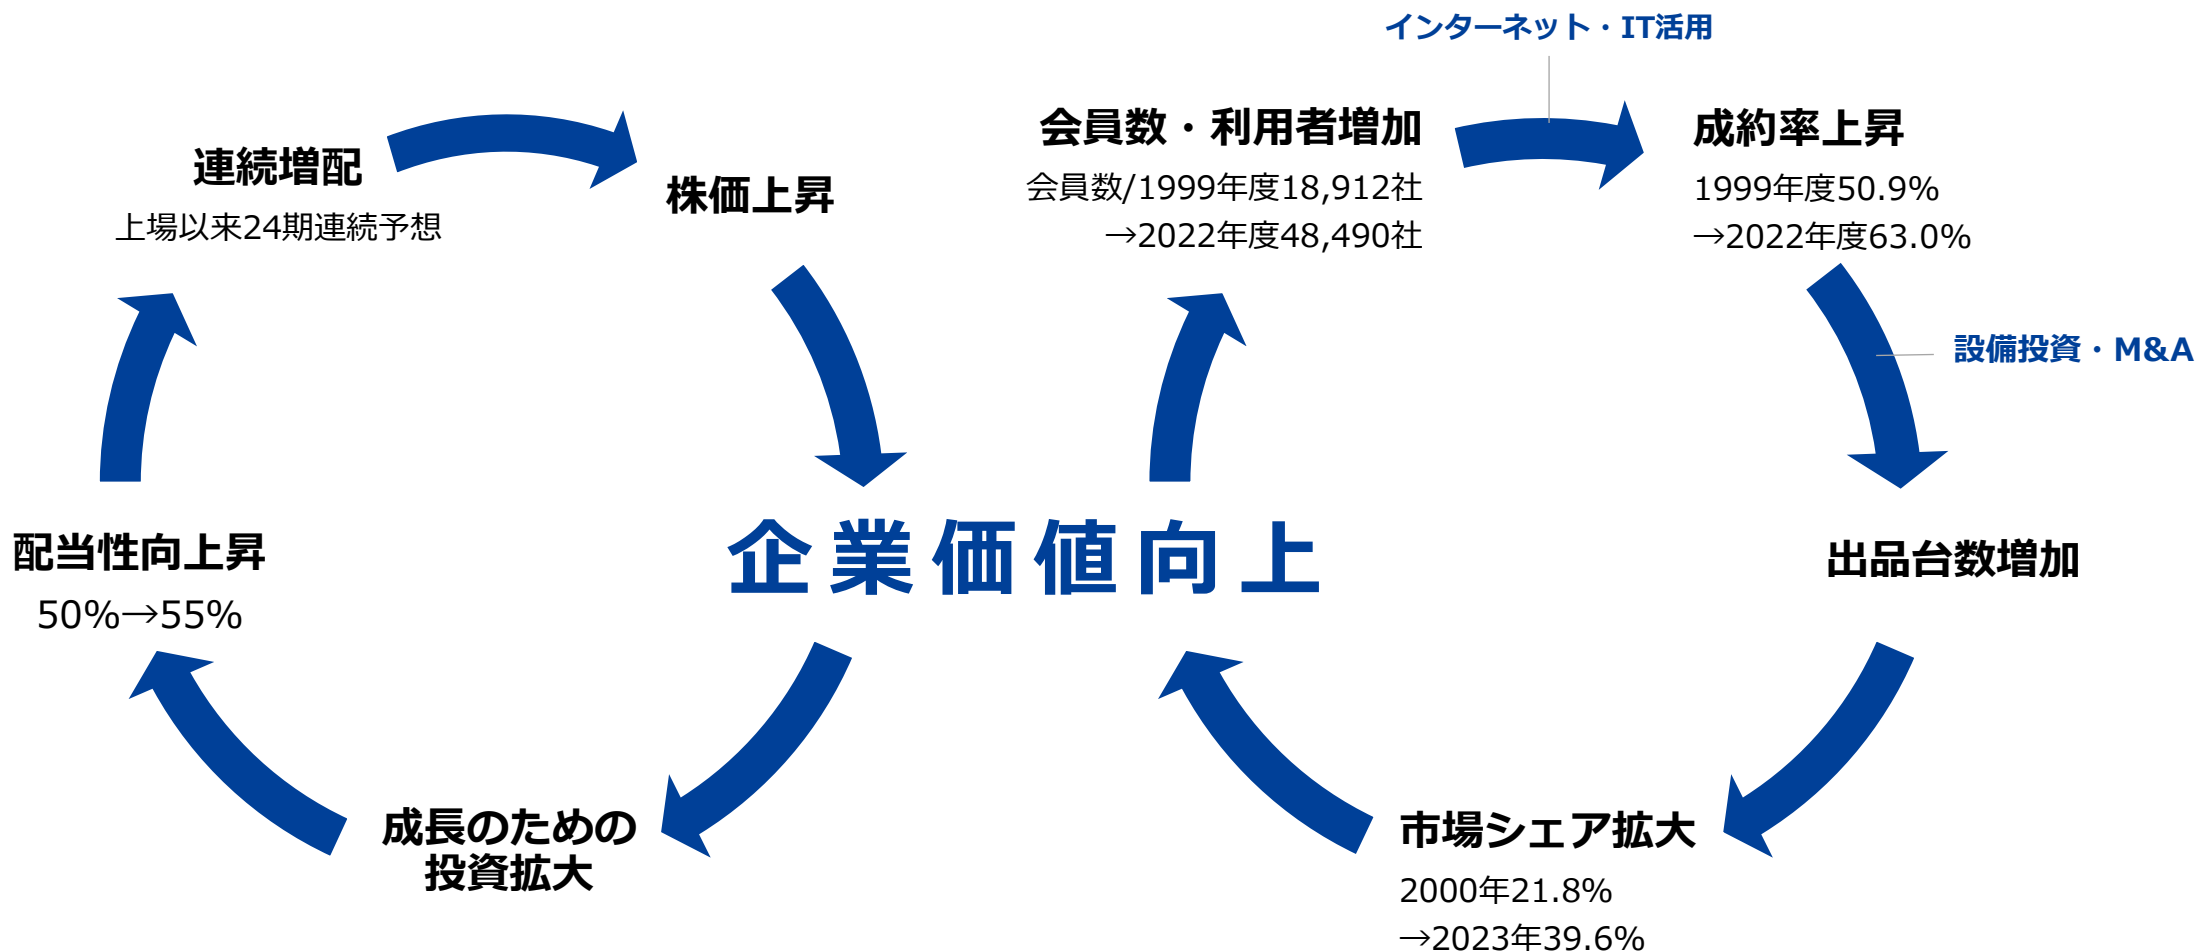 インターネット・IT活用
連続増配
上場以来24期連続予想
株価上昇
会員数・利用者増加
会員数/1999年度18,912社
→2022年度48,490社
成約率上昇
1999年度50.9%
→2022年度63.0%
設備投資・M&A
配当性向上昇
50%→55%
企業価値向上
出品台数増加
成長のための
投資拡大
市場シェア拡大
2000年21.8%
→2023年39.6%